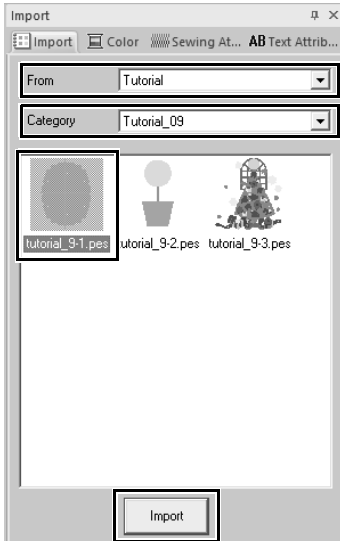 Import
Import Color Sewing At... AB Text Attrib...
From Tutorial
Category Tutorial_09
tutorial_9-1.pes tutorial_9-2.pes tutorial_9-3.pes
Import